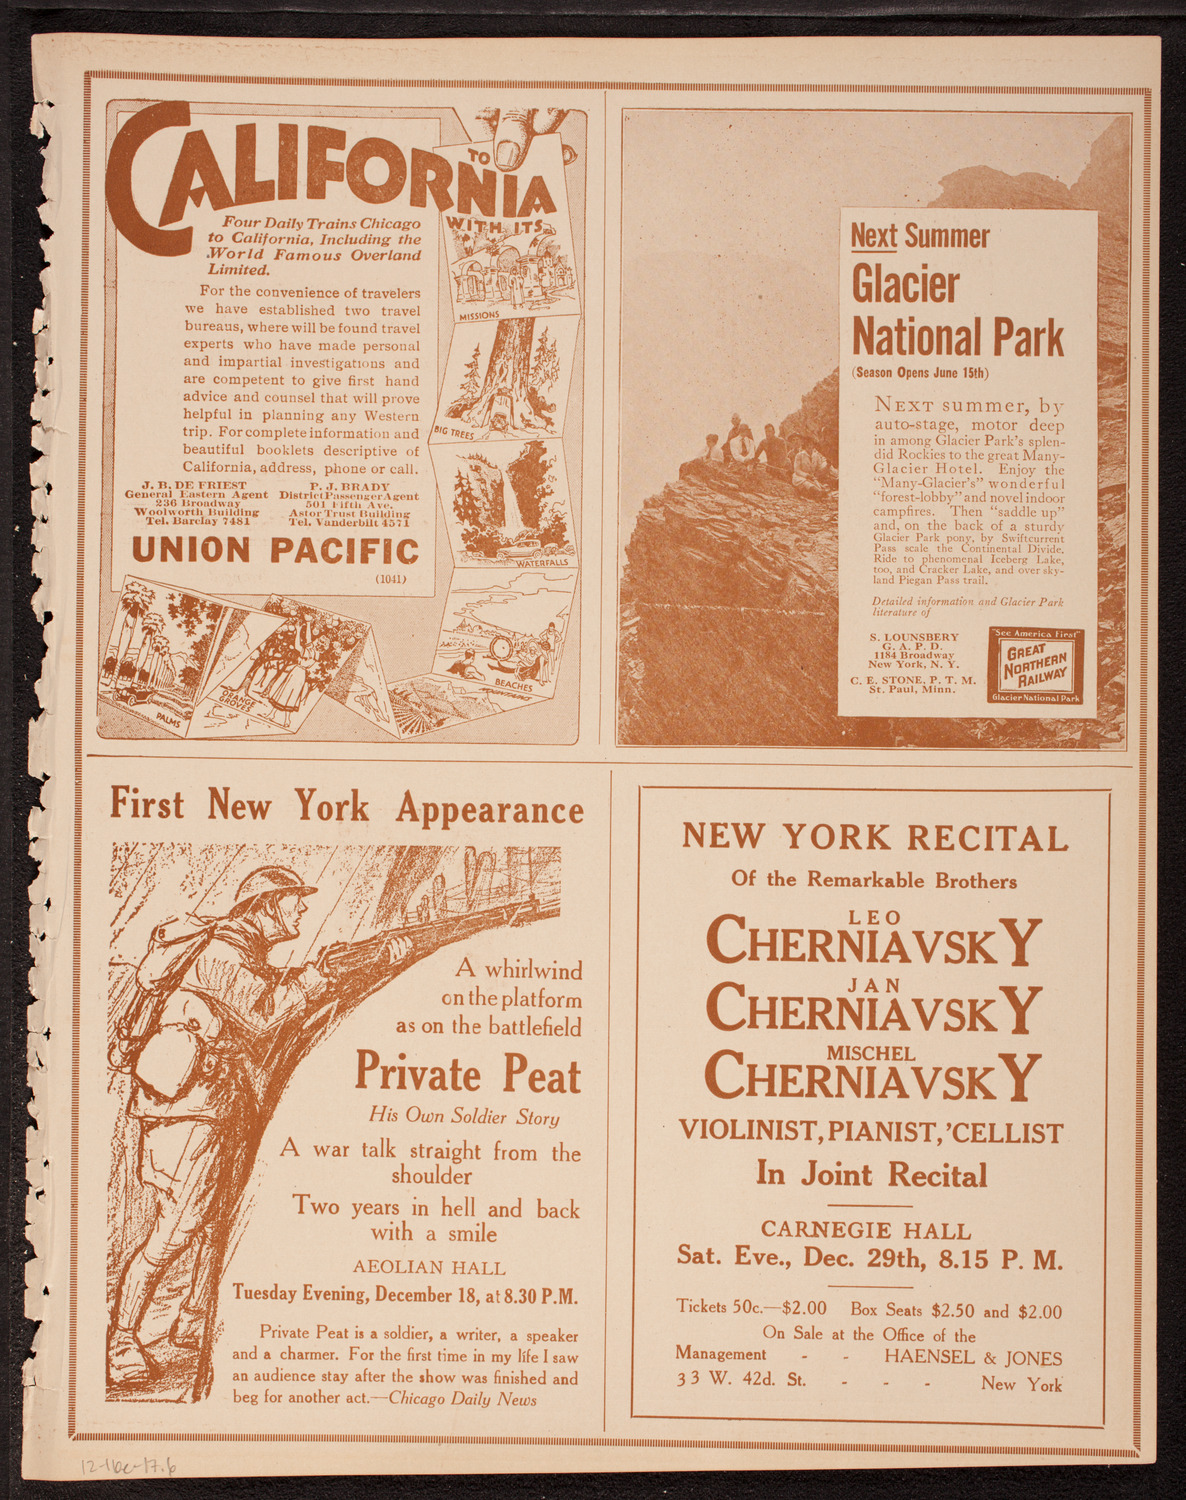 CALIFORNIA
TO
WITH ITS
Four Daily Trains Chicago
to California, Including the
World Famous Overland
Limited.
For the convenience of travelers
we have established two travel
bureaus, where will be found travel
experts who have made personal
and impartial investigations and
are competent to give first hand
advice and counsel that will prove
helpful in planning any Western
trip. For complete information and
beautiful booklets descriptive of
California, address, phone or call.
J. B. DE FRIEST
General Eastern Agent
236 Broadway
Woolworth Building
Tel. Barclay 7481
P. J. BRADY
District Passenger Agent
501 Fifth Ave.
Astor Trust Building
Tel. Vanderbilt 4571
UNION PACIFIC
(1041)
MISSIONS
BIG TREES
WATERFALLS
BEACHES
ORANGE
GROVES
PALMS
Next Summer
Glacier
National Park
(Season Opens June 15th)
NEXT summer, by
auto-stage, motor deep
in among Glacier Park's splen-
did Rockies to the great Many-
Glacier Hotel. Enjoy the
"Many-Glacier's" wonderful
"forest-lobby" and novel indoor
campfires. Then "saddle up"
and, on the back of a sturdy
Glacier Park pony, by Swiftcurrent
Pass scale the Continental Divide.
Ride to phenomenal Iceberg Lake,
too, and Cracker Lake, and over sky-
land Piegan Pass trail.
Detailed information and Glacier Park
literature of
S. LOUNSBERY
G. A. P. D.
1184 Broadway
New York, N. Y.
C. E. STONE, P. T. M.
St. Paul, Minn.
"See America First"
GREAT
NORTHERN
RAILWAY
Glacier National Park
First New York Appearance
A whirlwind
on the platform
as on the battlefield
Private Peat
His Own Soldier Story
A war talk straight from the
shoulder
Two years in hell and back
with a smile
AEOLIAN HALL
Tuesday Evening, December 18, at 8.30 P.M.
Private Peat is a soldier, a writer, a speaker
and a charmer. For the first time in my life I saw
an audience stay after the show was finished and
beg for another act.—Chicago Daily News
NEW YORK RECITAL
Of the Remarkable Brothers
LEO
CHERNIAVSKY
JAN
CHERNIAVSKY
MISCHEL
CHERNIAVSKY
VIOLINIST, PIANIST, 'CELLIST
In Joint Recital
CARNEGIE HALL
Sat. Eve., Dec. 29th, 8.15 P. M.
Tickets 50c.—$2.00 Box Seats $2.50 and $2.00
On Sale at the Office of the
Management - - HAENSEL & JONES
33 W. 42d. St. - - - New York